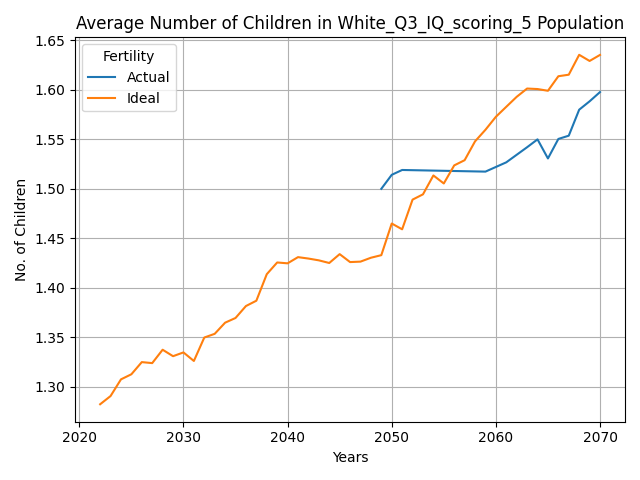 Average Number of Children in White_Q3_IQ_scoring_5 Population
Fertility
Actual
Ideal
No. of Children
1.65
1.60
1.55
1.50
1.45
1.40
1.35
1.30
2020 2030 2040 2050 2060 2070
Years